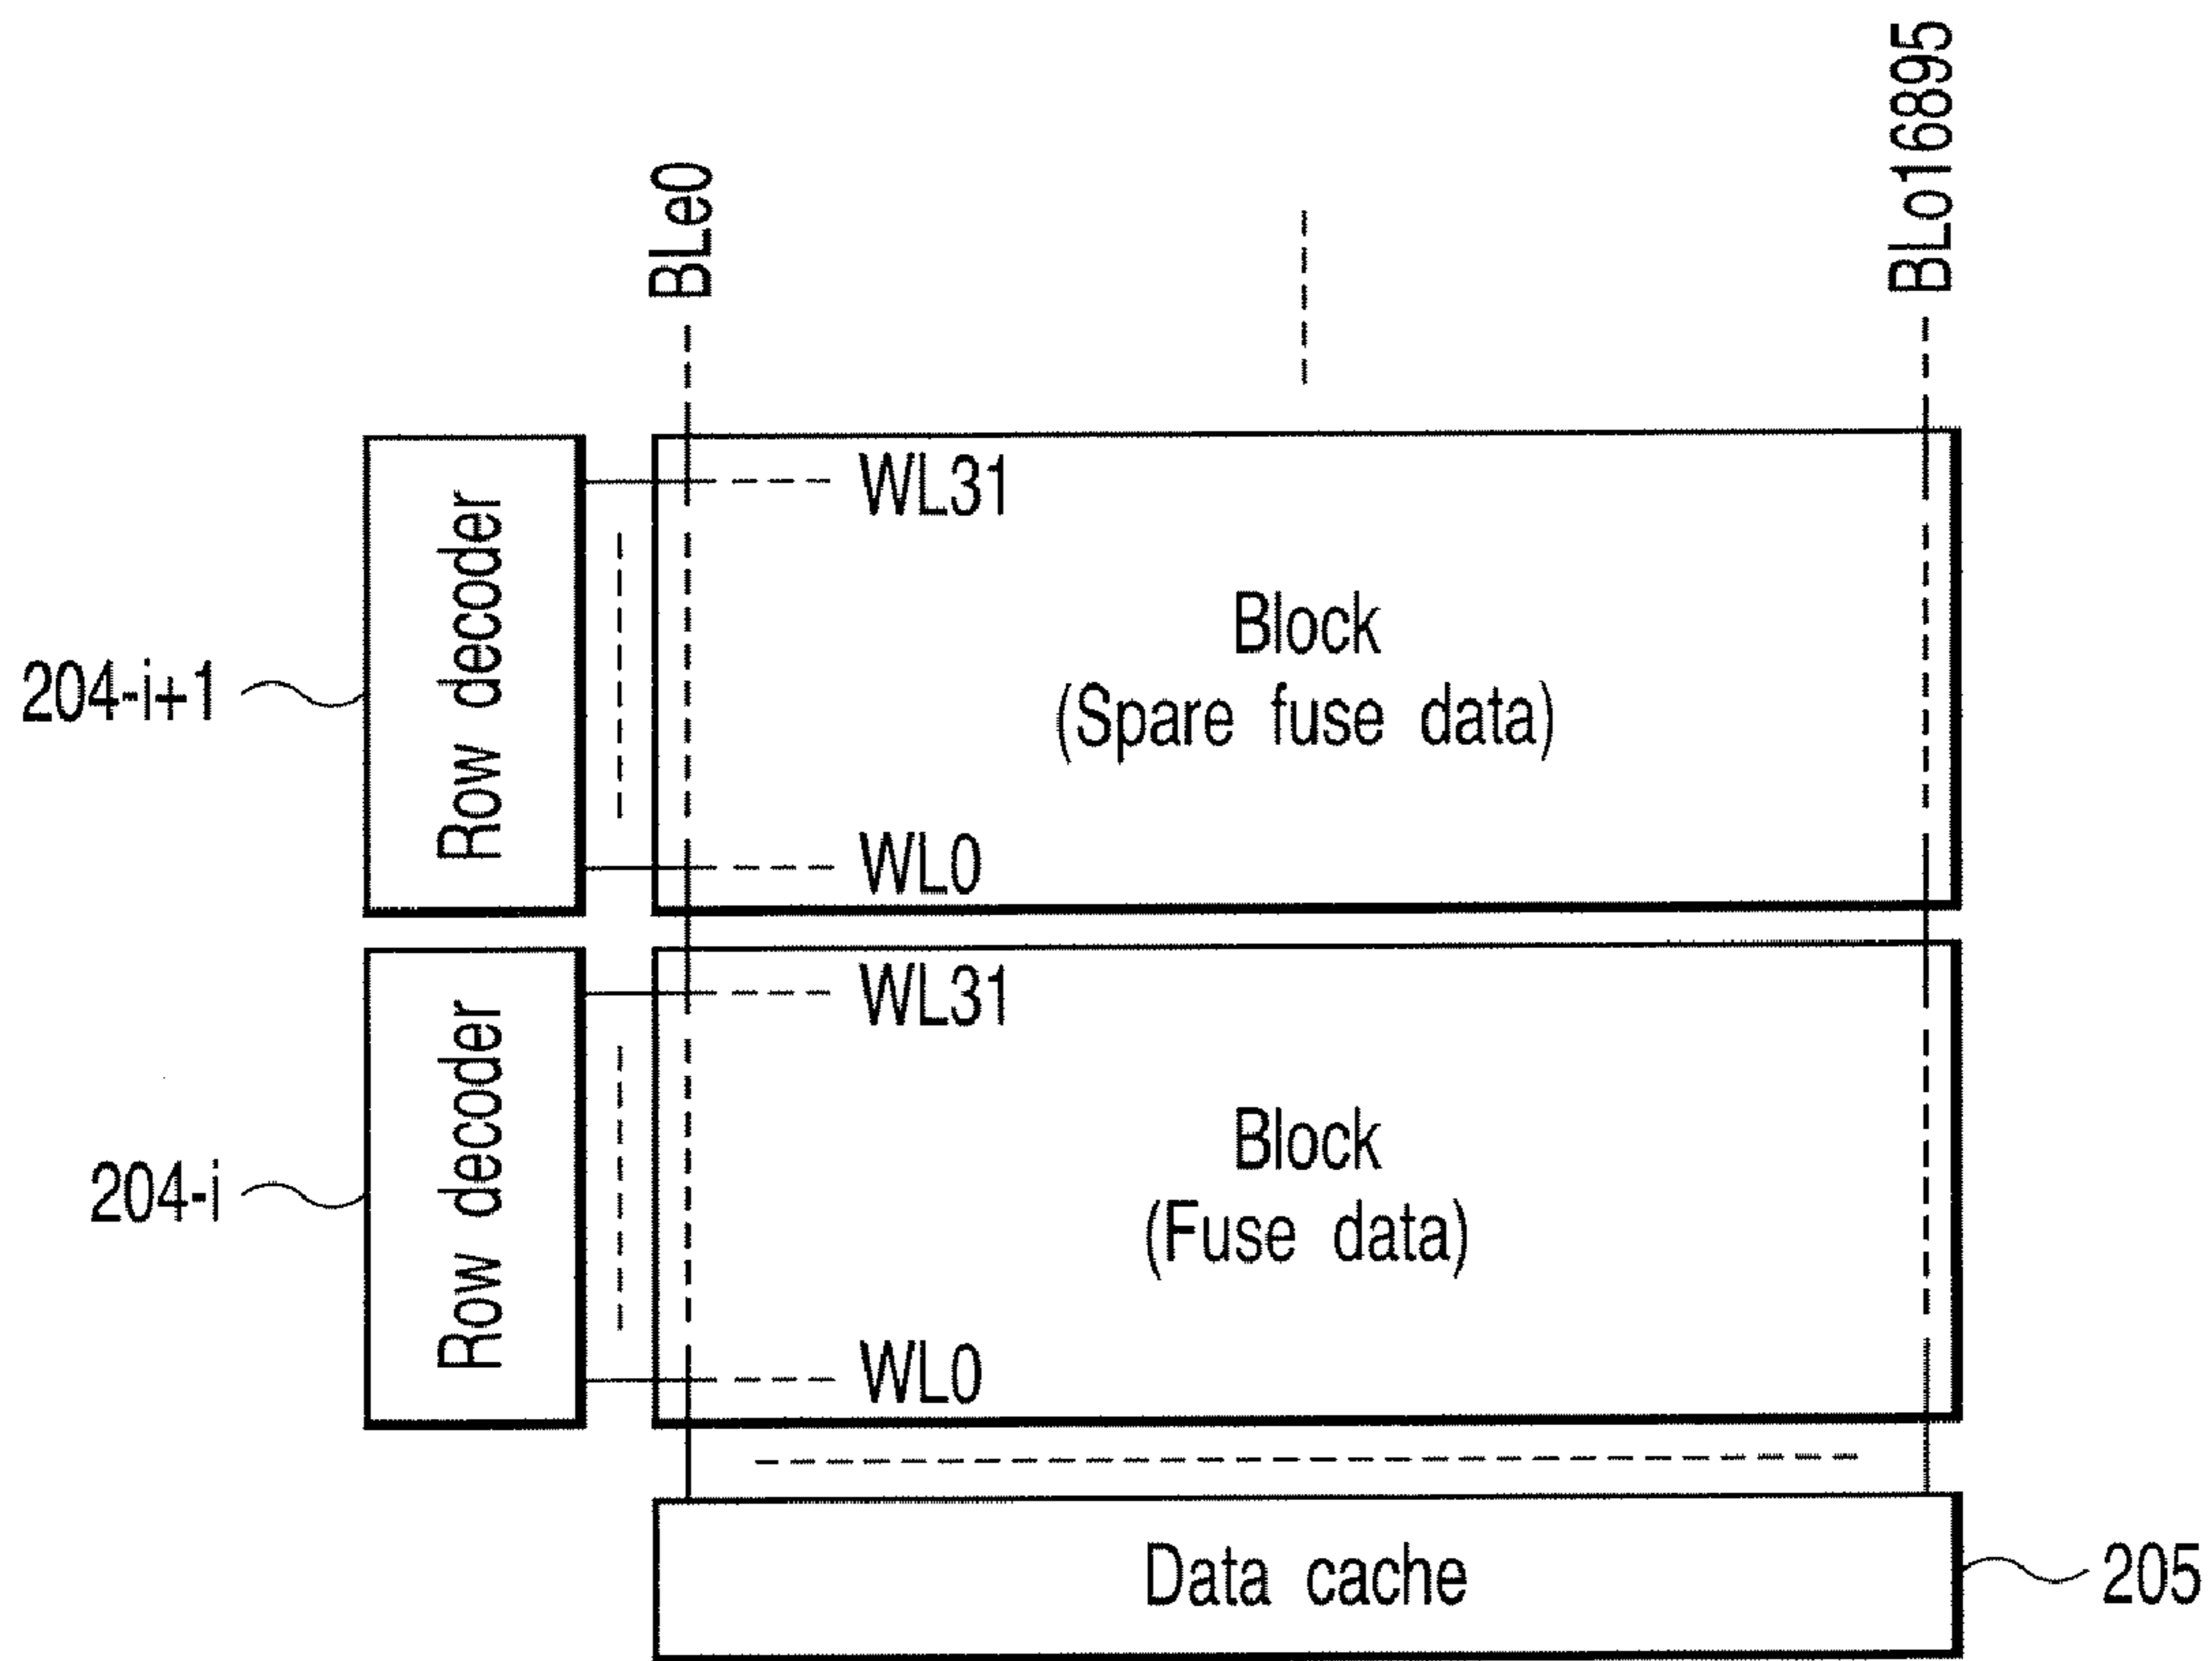 BLe0
BLo16895
204-i+1
Row decoder
WL31
Block
(Spare fuse data)
WL0
204-i
Row decoder
WL31
Block
(Fuse data)
WL0
Data cache
205